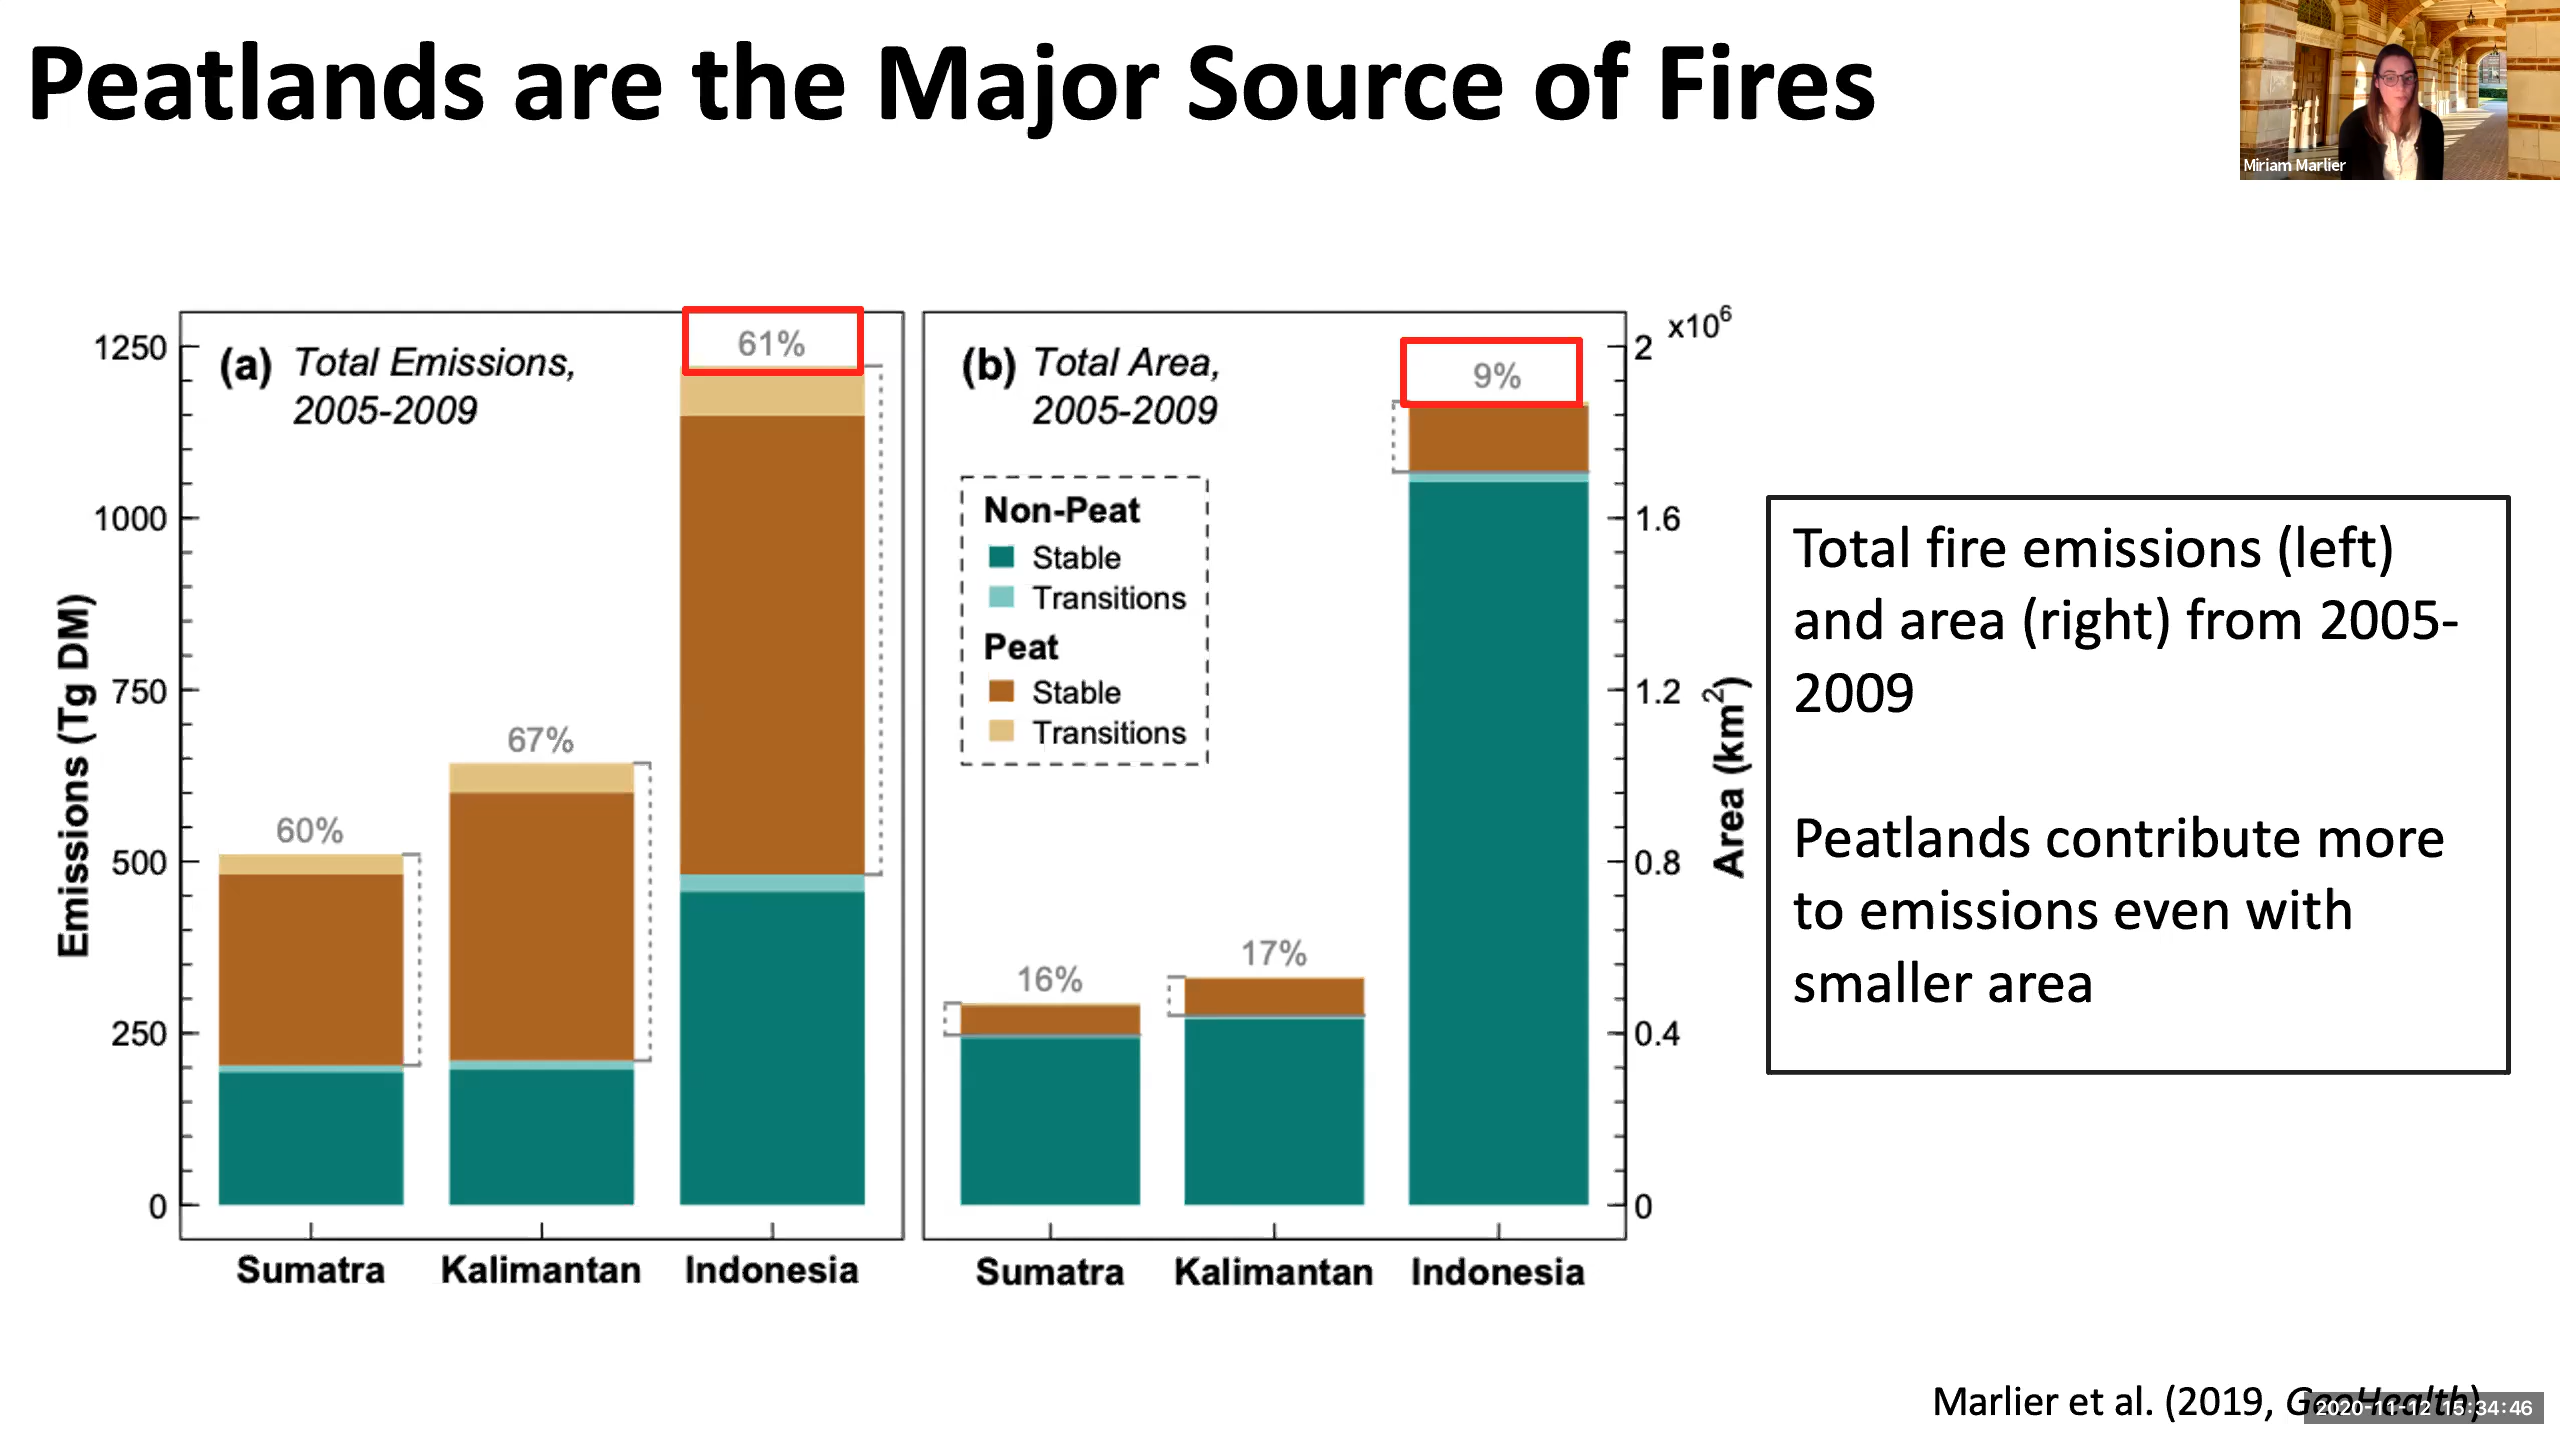 Peatlands are the Major Source of Fires
Miriam Marlier
61%
1250
(a) Total Emissions,
2005-2009
1000
750
67%
60%
500
250
0
Emissions (Tg DM)
Sumatra
Kalimantan
Indonesia
(b) Total Area,
2005-2009
9%
x10⁶
2
Non-Peat
Stable
Transitions
Peat
Stable
Transitions
1.6
1.2
0.8
16%
17%
0.4
0
Area (km²)
Sumatra
Kalimantan
Indonesia
Total fire emissions (left)
and area (right) from 2005-
2009
Peatlands contribute more
to emissions even with
smaller area
Marlier et al. (2019, GeoHealth)
2020-11-12 15:34:46